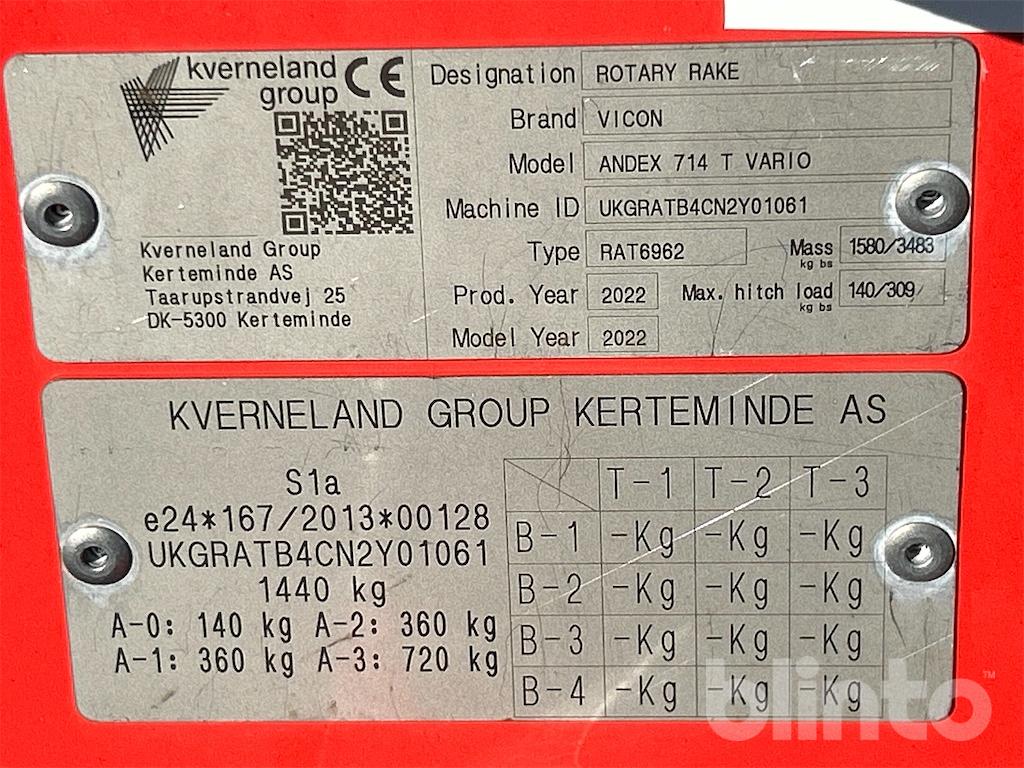 kverneland
group CE
Kverneland Group
Kerteminde AS
Taarupstrandvej 25
DK-5300 Kerteminde
Designation ROTARY RAKE
Brand VICON
Model ANDEX 714 T VARIO
Machine ID UKGRATB4CN2Y01061
Type RAT6962 Mass kg bs 1580/3483
Prod. Year 2022 Max. hitch load kg bs 140/309
Model Year 2022
KVERNELAND GROUP KERTEMINDE AS
S1a
e24*167/2013*00128
UKGRATB4CN2Y01061
1440 kg
A-0: 140 kg A-2: 360 kg
A-1: 360 kg A-3: 720 kg
T-1 T-2 T-3
B-1 -Kg -Kg -Kg
B-2 -Kg -Kg -Kg
B-3 -Kg -Kg -Kg
B-4 -Kg -Kg -Kg
blinto™